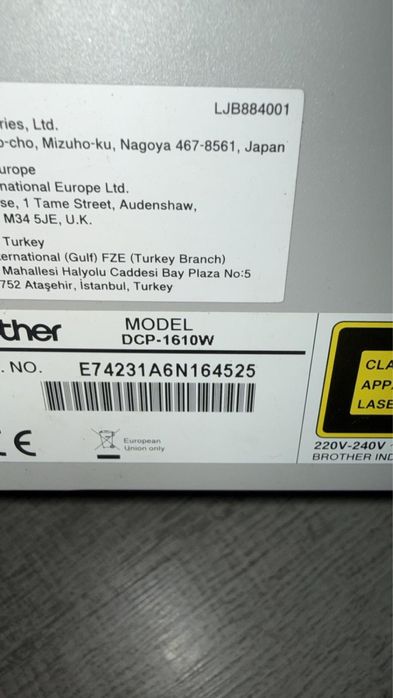 LJB884001
ries, Ltd.
o-cho, Mizuho-ku, Nagoya 467-8561, Japan
urope
national Europe Ltd.
se, 1 Tame Street, Audenshaw,
M34 5JE, U.K.
Turkey
ernational (Gulf) FZE (Turkey Branch)
Mahallesi Halyolu Caddesi Bay Plaza No:5
752 Ataşehir, İstanbul, Turkey
ther
MODEL
DCP-1610W
. NO. E74231A6N164525
CE
European
Union only
CLA
APP
LASE
220V-240V
BROTHER IND